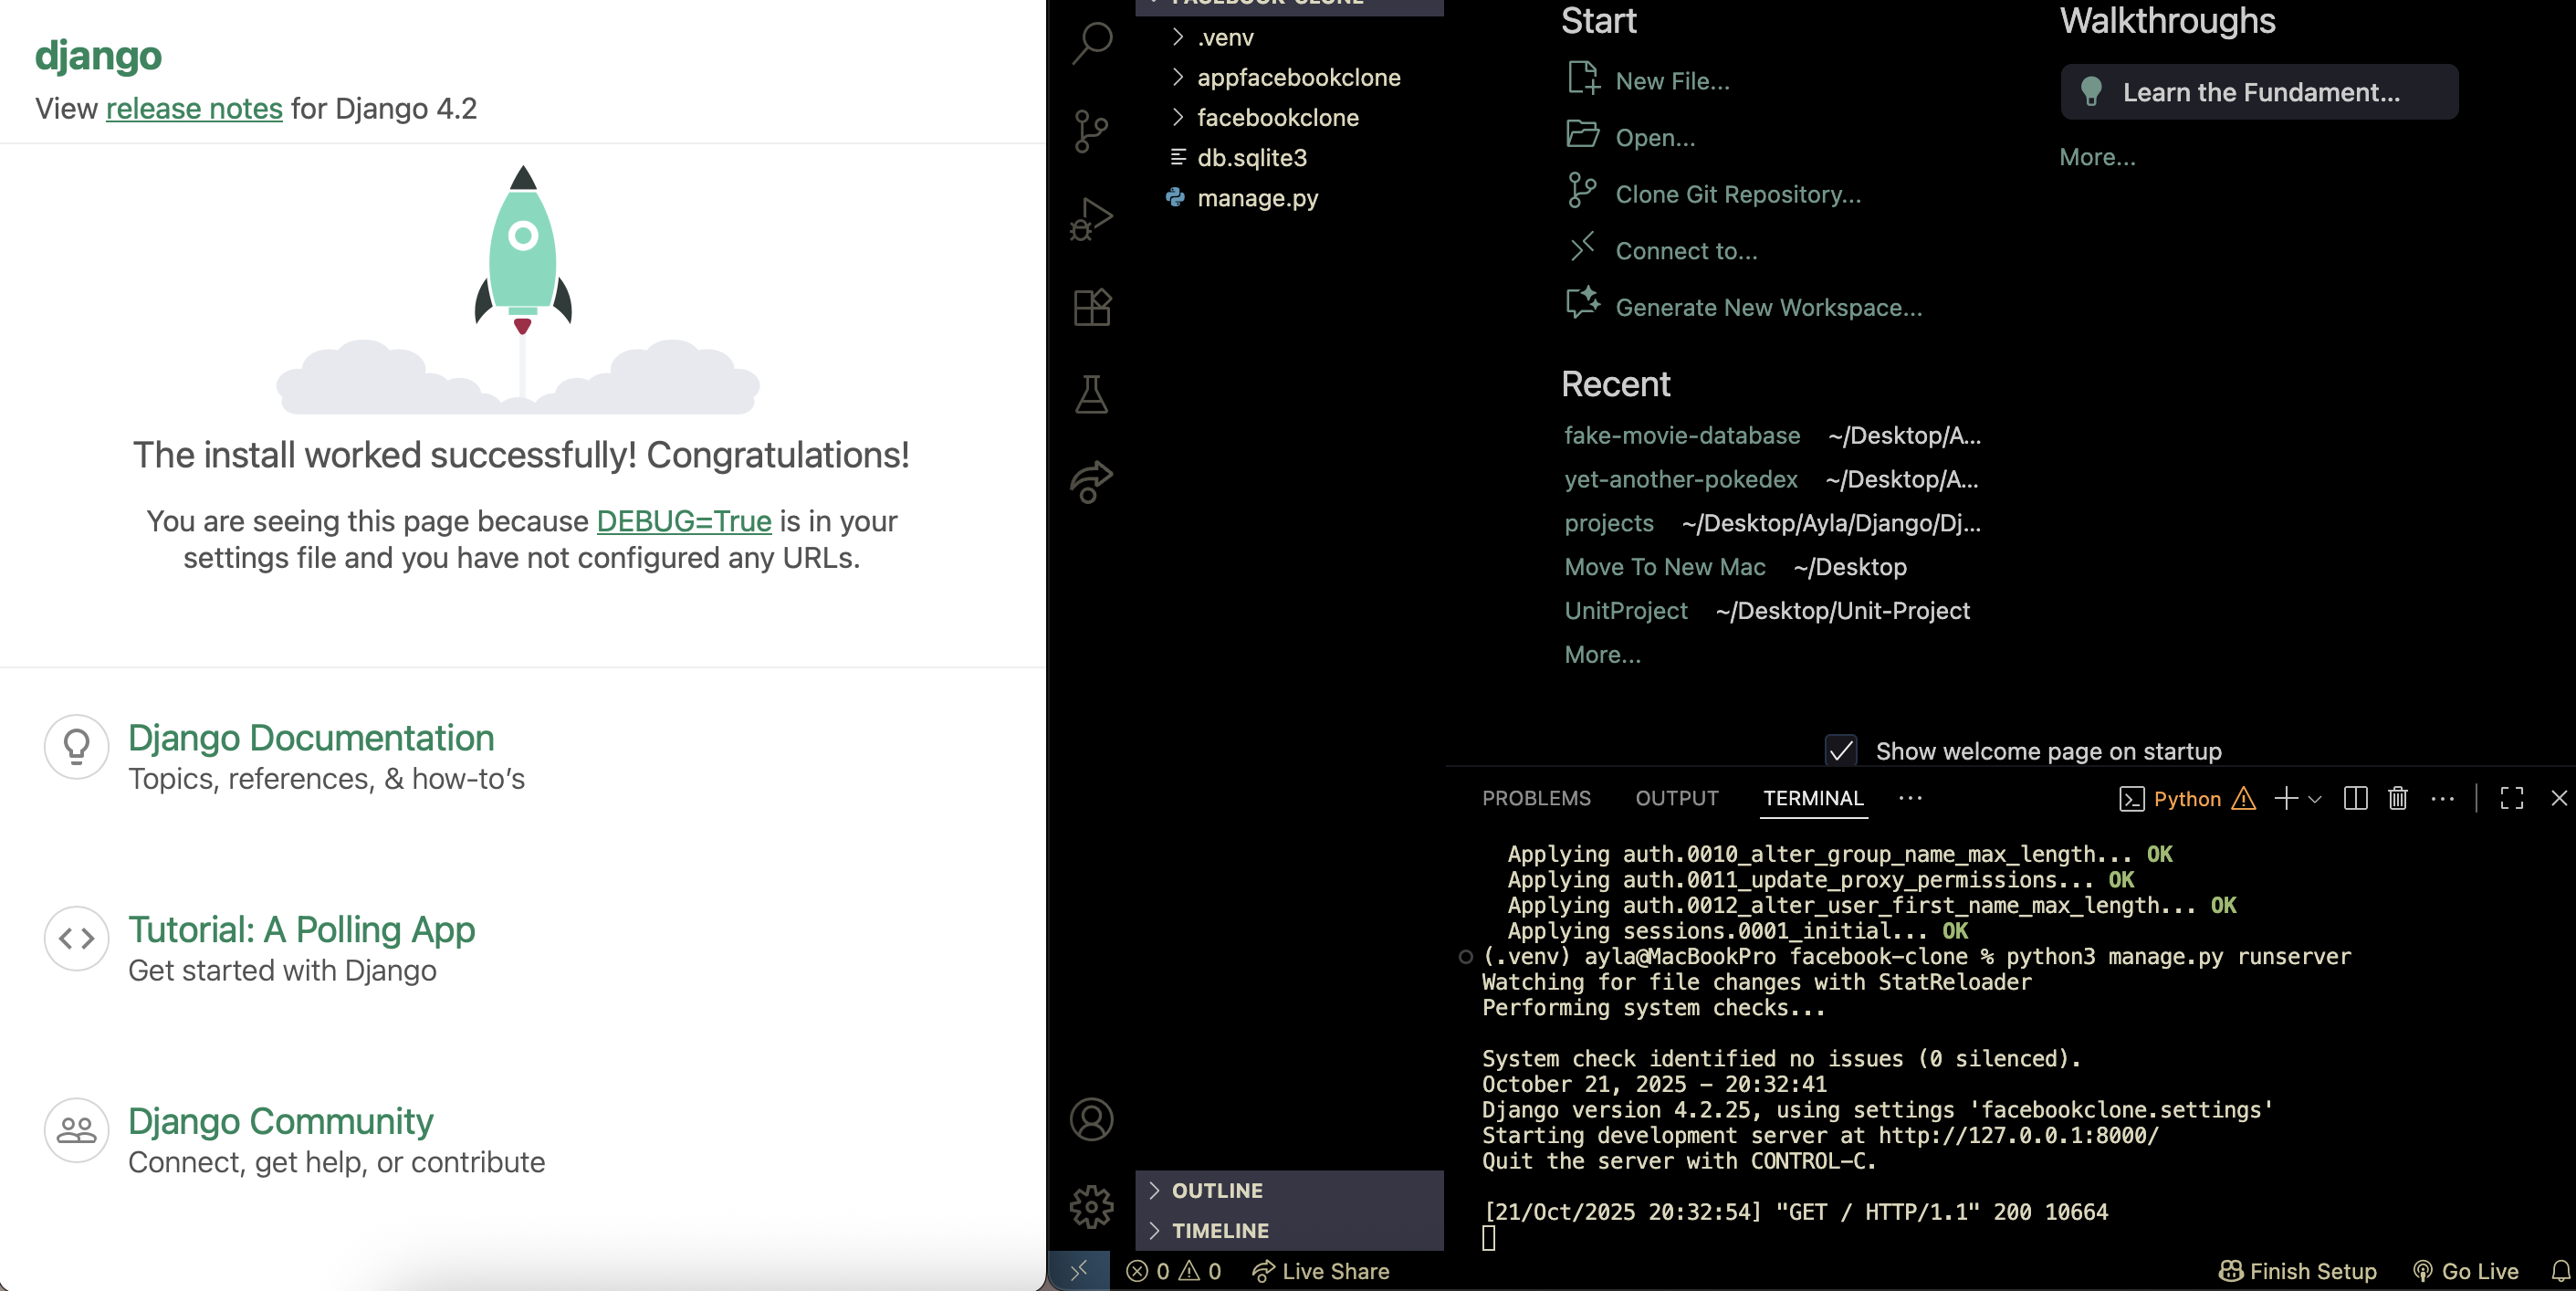 django
View release notes for Django 4.2
The install worked successfully! Congratulations!
You are seeing this page because DEBUG=True is in your
settings file and you have not configured any URLs.
Django Documentation
Topics, references, & how-to’s
Tutorial: A Polling App
Get started with Django
Django Community
Connect, get help, or contribute
FACEBOOK-CLONE
.venv
appfacebookclone
facebookclone
db.sqlite3
manage.py
OUTLINE
TIMELINE
Start
New File...
Open...
Clone Git Repository...
Connect to...
Generate New Workspace...
Recent
fake-movie-database ~/Desktop/A...
yet-another-pokedex ~/Desktop/A...
projects ~/Desktop/Ayla/Django/Dj...
Move To New Mac ~/Desktop
UnitProject ~/Desktop/Unit-Project
More...
Walkthroughs
Learn the Fundament...
More...
Show welcome page on startup
PROBLEMS OUTPUT TERMINAL ... Python
Applying auth.0010_alter_group_name_max_length... OK
Applying auth.0011_update_proxy_permissions... OK
Applying auth.0012_alter_user_first_name_max_length... OK
Applying sessions.0001_initial... OK
(.venv) ayla@MacBookPro facebook-clone % python3 manage.py runserver
Watching for file changes with StatReloader
Performing system checks...
System check identified no issues (0 silenced).
October 21, 2025 - 20:32:41
Django version 4.2.25, using settings 'facebookclone.settings'
Starting development server at http://127.0.0.1:8000/
Quit the server with CONTROL-C.
[21/Oct/2025 20:32:54] "GET / HTTP/1.1" 200 10664
0 0 Live Share Finish Setup Go Live